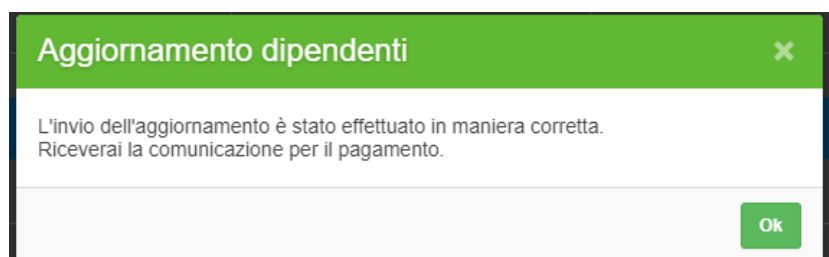 Aggiornamento dipendenti
L'invio dell'aggiornamento è stato effettuato in maniera corretta.
Riceverai la comunicazione per il pagamento.
Ok